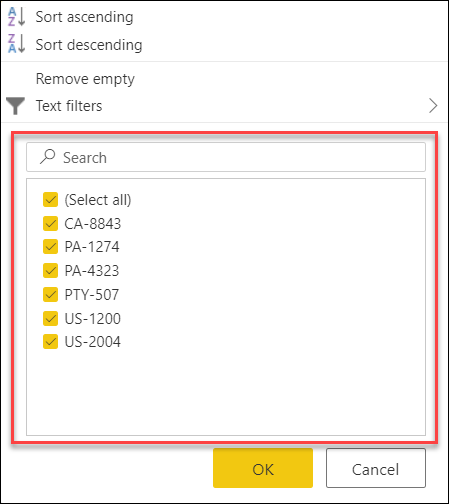 Sort ascending
Sort descending
Remove empty
Text filters
Search
(Select all)
CA-8843
PA-1274
PA-4323
PTY-507
US-1200
US-2004
OK
Cancel